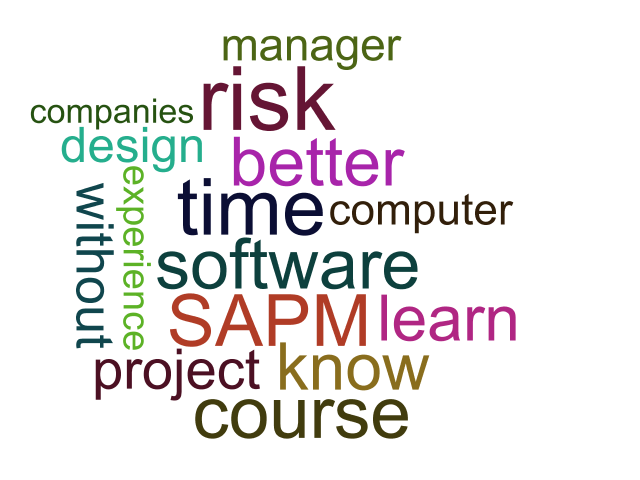 manager
risk
companies
design
better
experience
without
time
computer
software
SAPM
learn
project
know
course